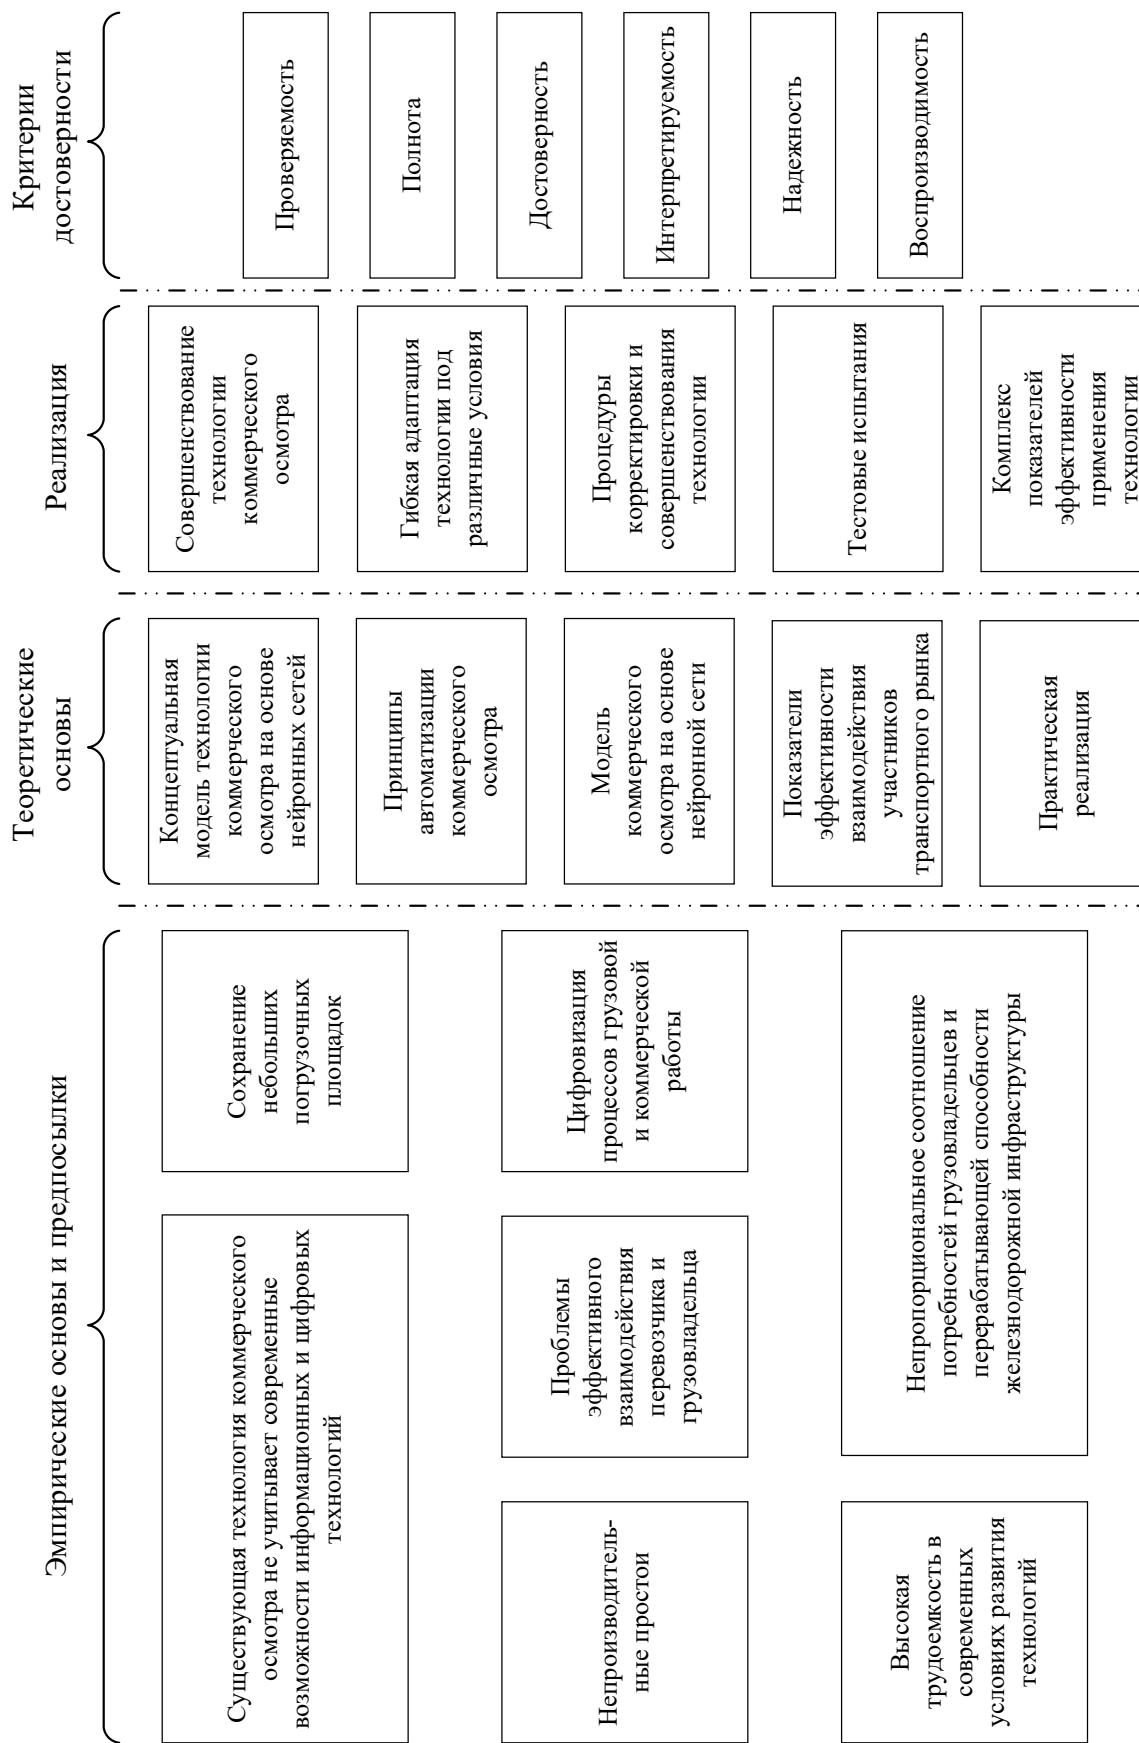 Эмпирические основы и предпосылки
Существующая технология коммерческого
осмотра не учитывает современные
возможности информационных и цифровых
технологий
Сохранение
небольших
погрузочных
площадок
Непроизводитель-
ные простои
Проблемы
эффективного
взаимодействия
перевозчика и
грузовладельца
Цифровизация
процессов грузовой
и коммерческой
работы
Высокая
трудоемкость в
современных
условиях развития
технологий
Непропорциональное соотношение
потребностей грузовладельцев и
перерабатывающей способности
железнодорожной инфраструктуры
Теоретические
основы
Концептуальная
модель технологии
коммерческого
осмотра на основе
нейронных сетей
Принципы
автоматизации
коммерческого
осмотра
Модель
коммерческого
осмотра на основе
нейронной сети
Показатели
эффективности
взаимодействия
участников
транспортного рынка
Практическая
реализация
Реализация
Совершенствование
технологии
коммерческого
осмотра
Гибкая адаптация
технологии под
различные условия
Процедуры
корректировки и
совершенствования
технологии
Тестовые испытания
Комплекс
показателей
эффективности
применения
технологии
Критерии
достоверности
Проверяемость
Полнота
Достоверность
Интерпретируемость
Надежность
Воспроизводимость